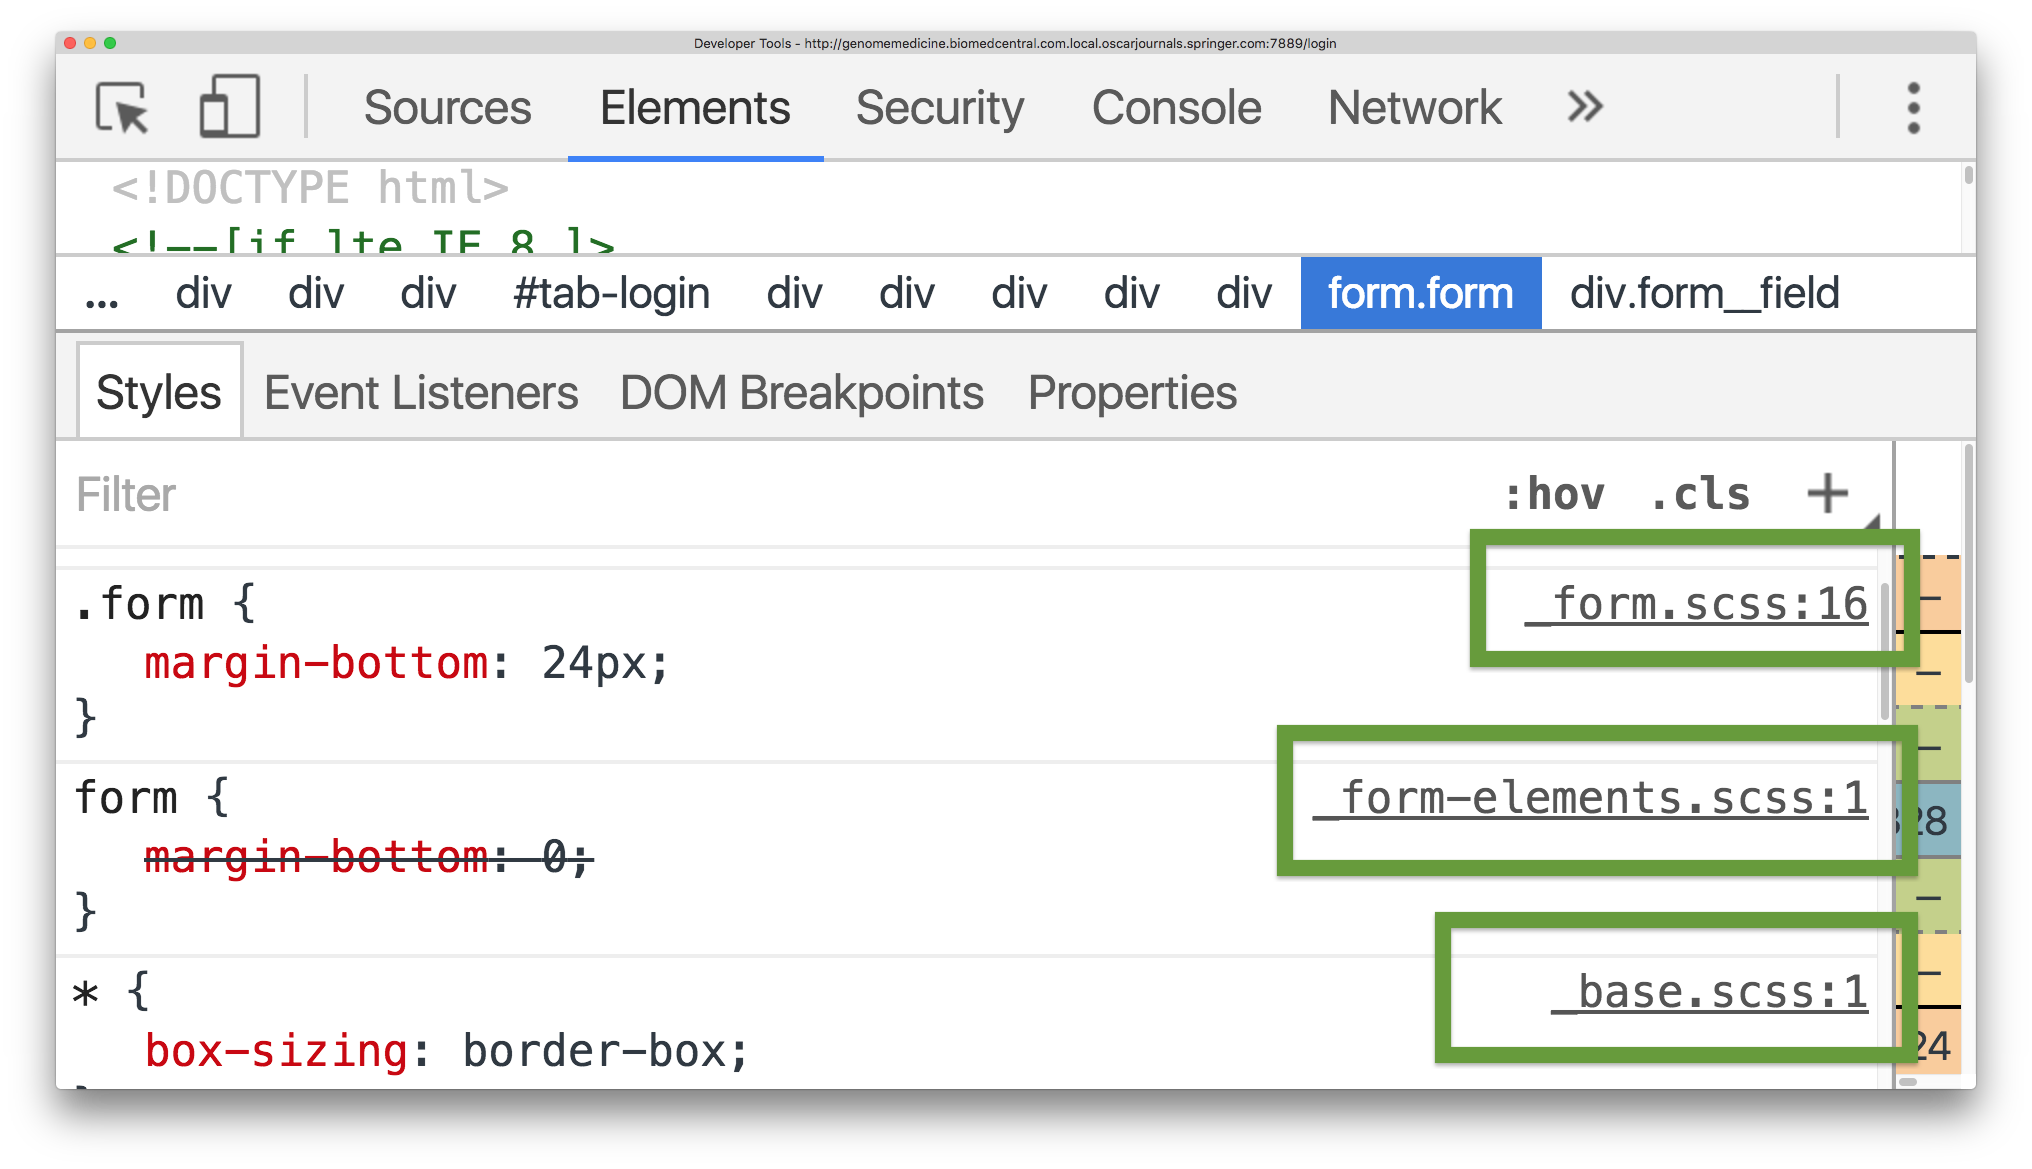 Developer Tools - http://genomemedicine.biomedcentral.com.local.oscarjournals.springer.com:7889/login
Sources Elements Security Console Network »
<!DOCTYPE html>
<!--[if lte IE 8 ]>
... div div div #tab-login div div div div div form.form div.form__field
Styles Event Listeners DOM Breakpoints Properties
Filter :hov .cls +
.form { _form.scss:16
margin-bottom: 24px;
}
form { _form-elements.scss:1
margin-bottom: 0;
}
* { _base.scss:1
box-sizing: border-box;
–
–
–
28
–
–
24